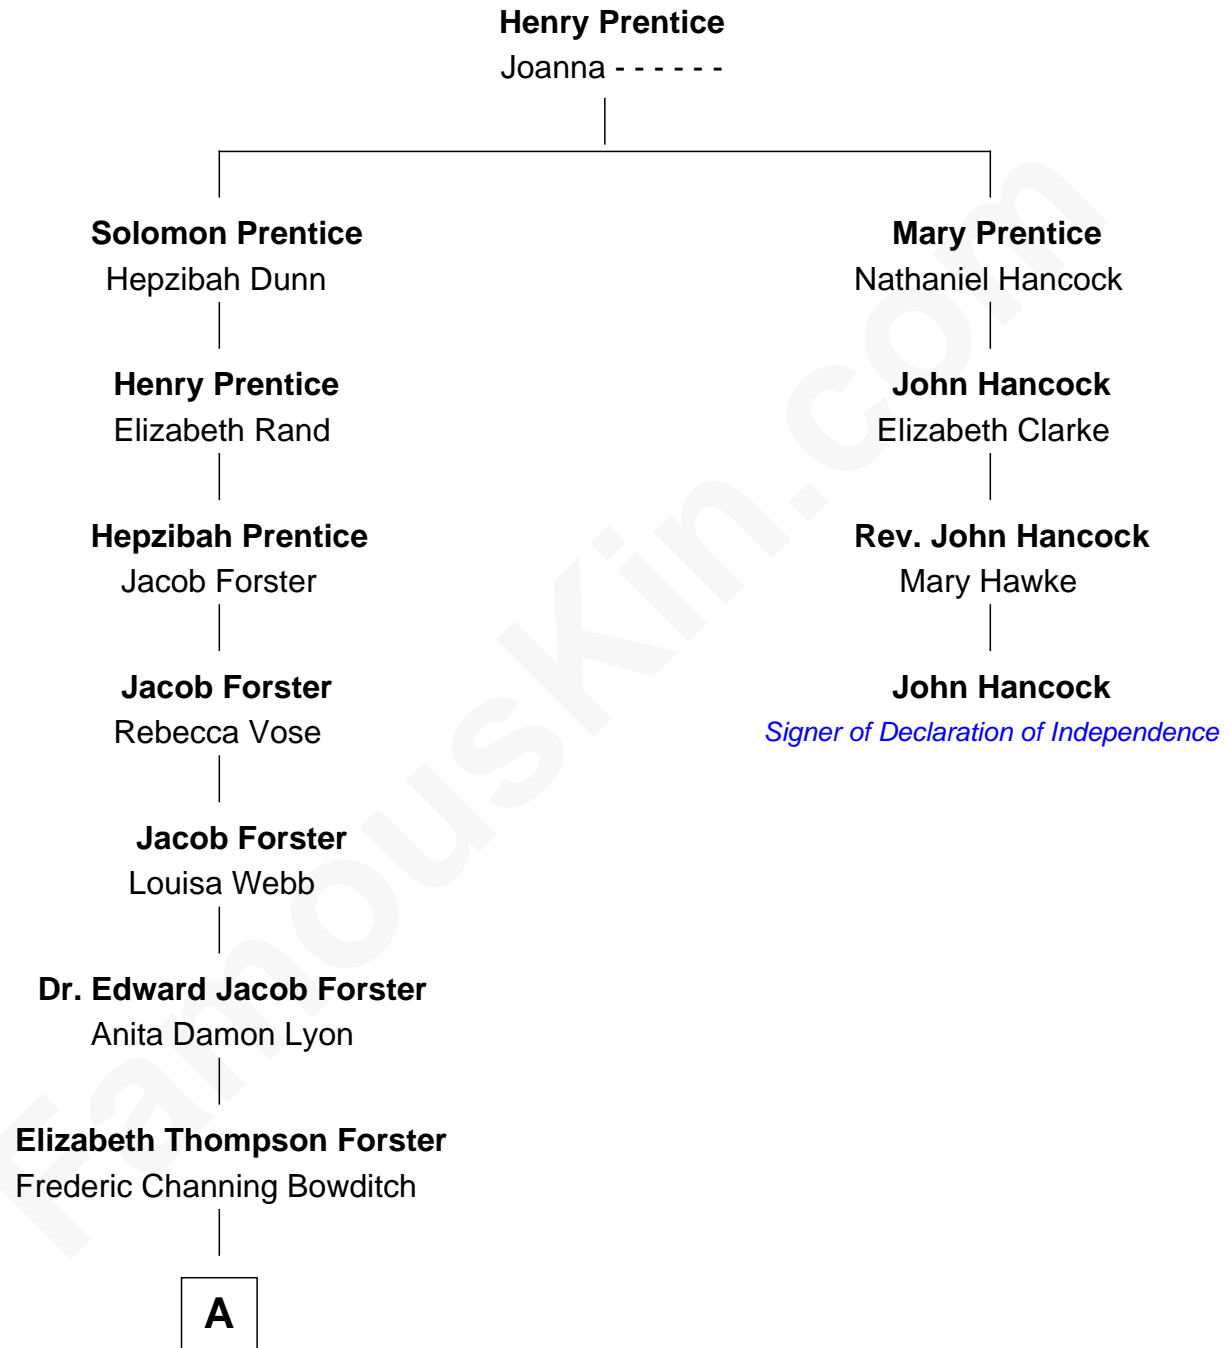 Henry Prentice
Joanna - - - - - -
Solomon Prentice
Hepzibah Dunn
Mary Prentice
Nathaniel Hancock
Henry Prentice
Elizabeth Rand
John Hancock
Elizabeth Clarke
Hepzibah Prentice
Jacob Forster
Rev. John Hancock
Mary Hawke
Jacob Forster
Rebecca Vose
John Hancock
Signer of Declaration of Independence
Jacob Forster
Louisa Webb
Dr. Edward Jacob Forster
Anita Damon Lyon
Elizabeth Thompson Forster
Frederic Channing Bowditch
A
FamousKin.com